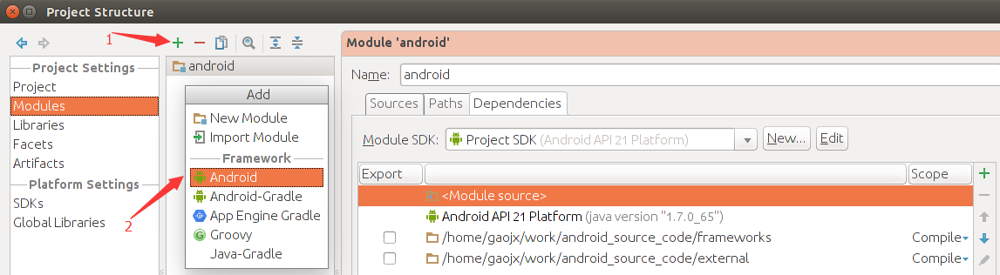 Project Structure
1
Project Settings
Project
Modules
Libraries
Facets
Artifacts
Platform Settings
SDKs
Global Libraries
android
Add
New Module
Import Module
Framework
Android
Android-Gradle
App Engine Gradle
Groovy
Java-Gradle
2
Module 'android'
Name: android
Sources Paths Dependencies
Module SDK: Project SDK (Android API 21 Platform) New... Edit
Export Scope
<Module source>
Android API 21 Platform (java version "1.7.0_65")
/home/gaojx/work/android_source_code/frameworks Compile
/home/gaojx/work/android_source_code/external Compile